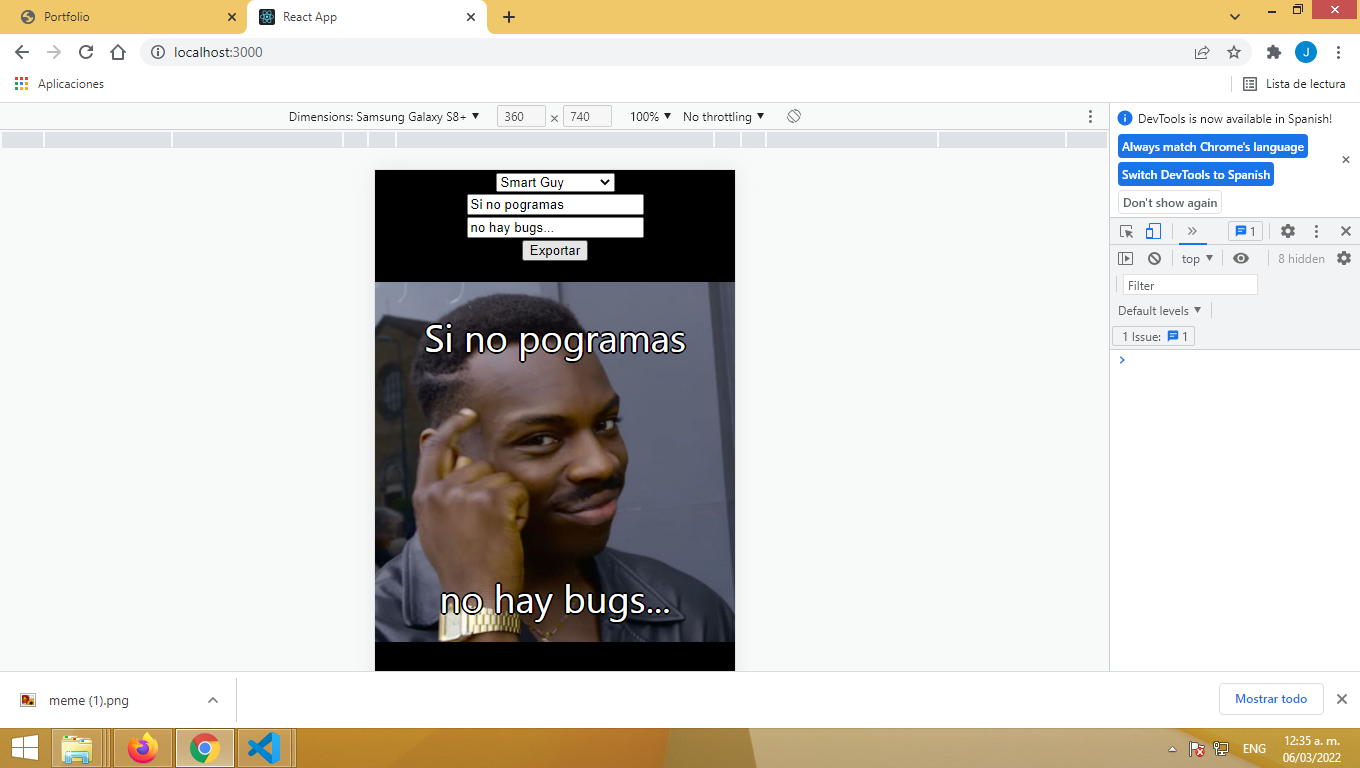 Portfolio
React App
localhost:3000
J
Aplicaciones
Lista de lectura
Dimensions: Samsung Galaxy S8+ 360 × 740 100% No throttling
DevTools is now available in Spanish!
Always match Chrome's language
Switch DevTools to Spanish
Don't show again
1
top 8 hidden
Filter
Default levels
1 Issue: 1
Smart Guy
Si no pogramas
no hay bugs...
Exportar
Si no pogramas
no hay bugs...
meme (1).png
Mostrar todo
ENG
12:35 a. m.
06/03/2022